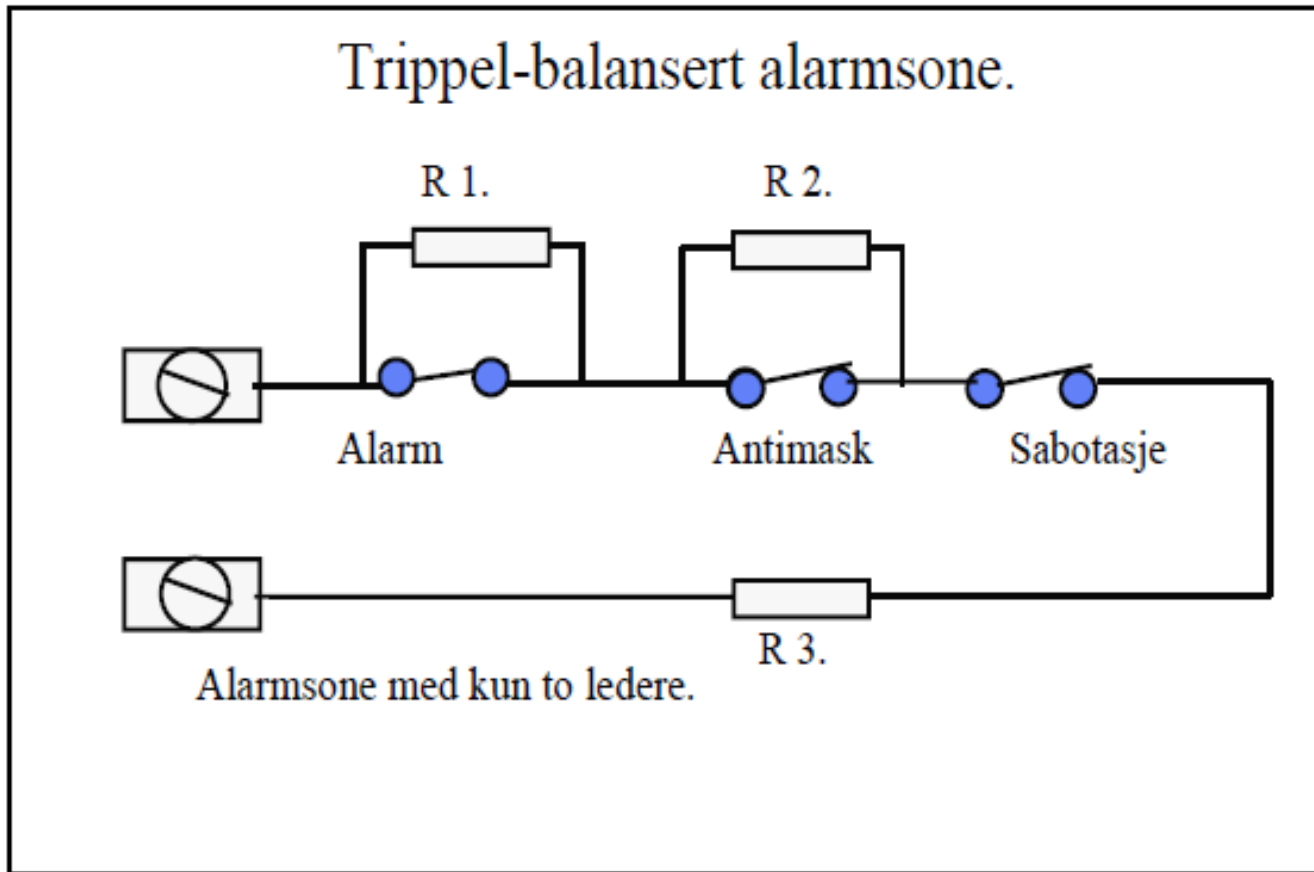 Trippel-balansert alarmsone.
R 1. R 2.
Alarm Antimask Sabotasje
R 3.
Alarmsone med kun to ledere.